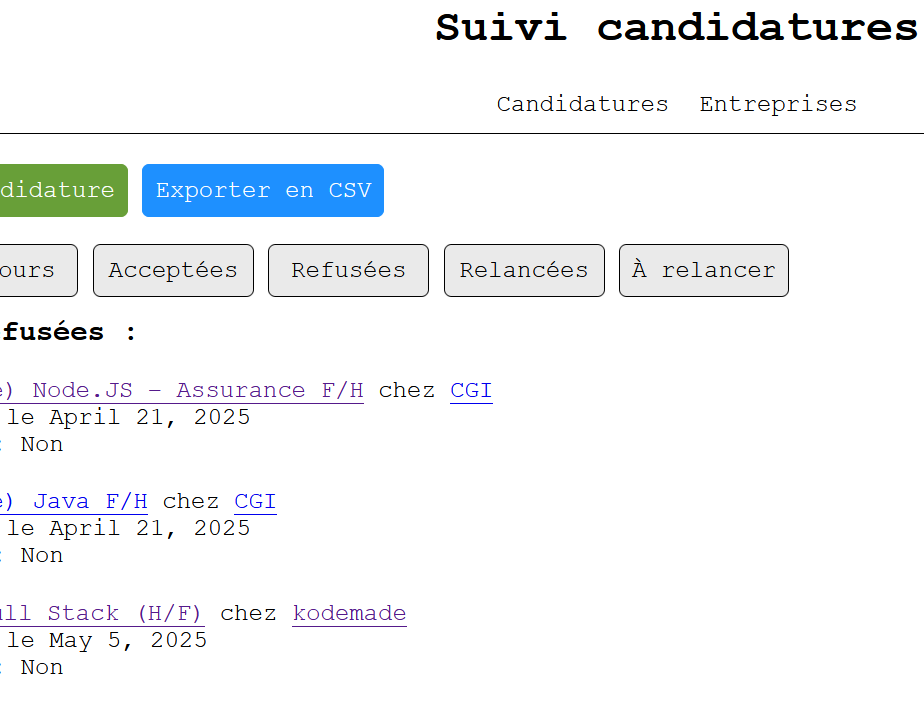 Suivi candidatures
Candidatures Entreprises
didature Exporter en CSV
ours Acceptées Refusées Relancées À relancer
fusées :
e) Node.JS - Assurance F/H chez CGI
le April 21, 2025
: Non
e) Java F/H chez CGI
le April 21, 2025
: Non
ull Stack (H/F) chez kodemade
le May 5, 2025
: Non